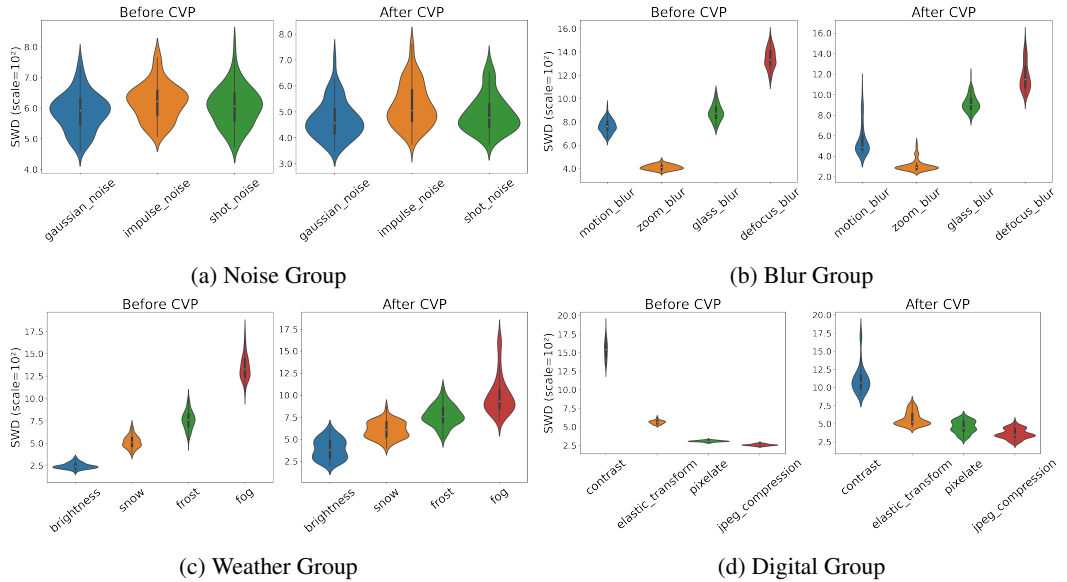 Before CVP
After CVP
SWD (scale=10²)
8.0
7.0
6.0
5.0
4.0
8.0
7.0
6.0
5.0
4.0
3.0
gaussian_noise
impulse_noise
shot_noise
gaussian_noise
impulse_noise
shot_noise
(a) Noise Group
Before CVP
After CVP
SWD (scale=10²)
16.0
14.0
12.0
10.0
8.0
6.0
4.0
16.0
14.0
12.0
10.0
8.0
6.0
4.0
2.0
motion_blur
zoom_blur
glass_blur
defocus_blur
motion_blur
zoom_blur
glass_blur
defocus_blur
(b) Blur Group
Before CVP
After CVP
SWD (scale=10²)
17.5
15.0
12.5
10.0
7.5
5.0
2.5
17.5
15.0
12.5
10.0
7.5
5.0
2.5
brightness
snow
frost
fog
brightness
snow
frost
fog
(c) Weather Group
Before CVP
After CVP
SWD (scale=10²)
20.0
17.5
15.0
12.5
10.0
7.5
5.0
2.5
20.0
17.5
15.0
12.5
10.0
7.5
5.0
2.5
contrast
elastic_transform
pixelate
jpeg_compression
contrast
elastic_transform
pixelate
jpeg_compression
(d) Digital Group